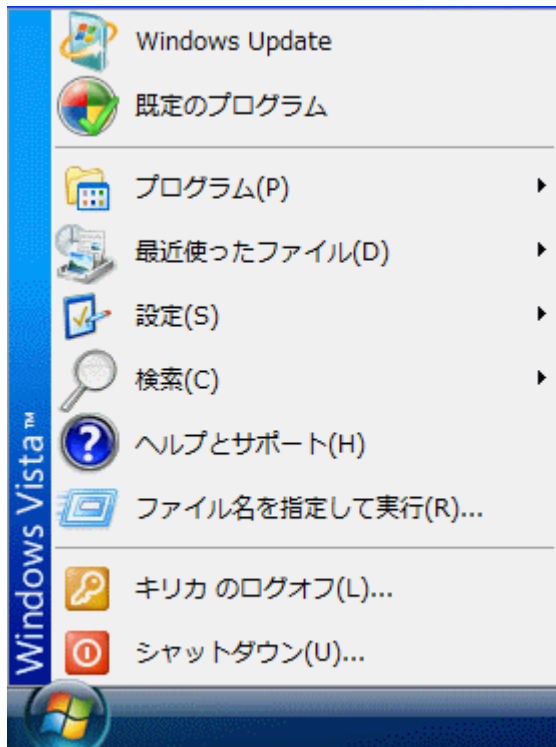 Windows Update
既定のプログラム
プログラム(P)
最近使ったファイル(D)
設定(S)
検索(C)
ヘルプとサポート(H)
ファイル名を指定して実行(R)...
キリカ のログオフ(L)...
シャットダウン(U)...
Windows Vista™